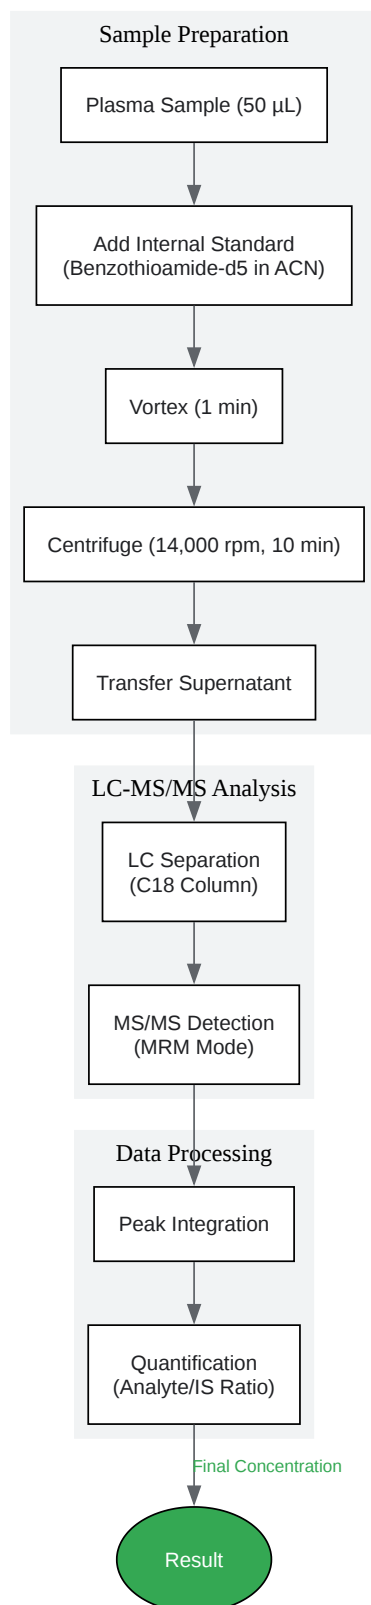 Sample Preparation
Plasma Sample (50 µL)
Add Internal Standard
(Benzothioamide-d5 in ACN)
Vortex (1 min)
Centrifuge (14,000 rpm, 10 min)
Transfer Supernatant
LC-MS/MS Analysis
LC Separation
(C18 Column)
MS/MS Detection
(MRM Mode)
Data Processing
Peak Integration
Quantification
(Analyte/IS Ratio)
Final Concentration
Result